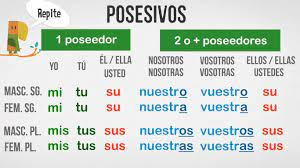 Repite
POSESIVOS
1 poseedor 2 o + poseedores
YO TÚ ÉL / ELLA USTED NOSOTROS NOSOTRAS VOSOTROS VOSOTRAS ELLOS / ELLAS USTEDES
MASC. SG. mi tu su nuestro vuestro su
FEM. SG. mi tu su nuestra vuestra su
MASC. PL. mis tus sus nuestros vuestros sus
FEM. PL. mis tus sus nuestras vuestras sus